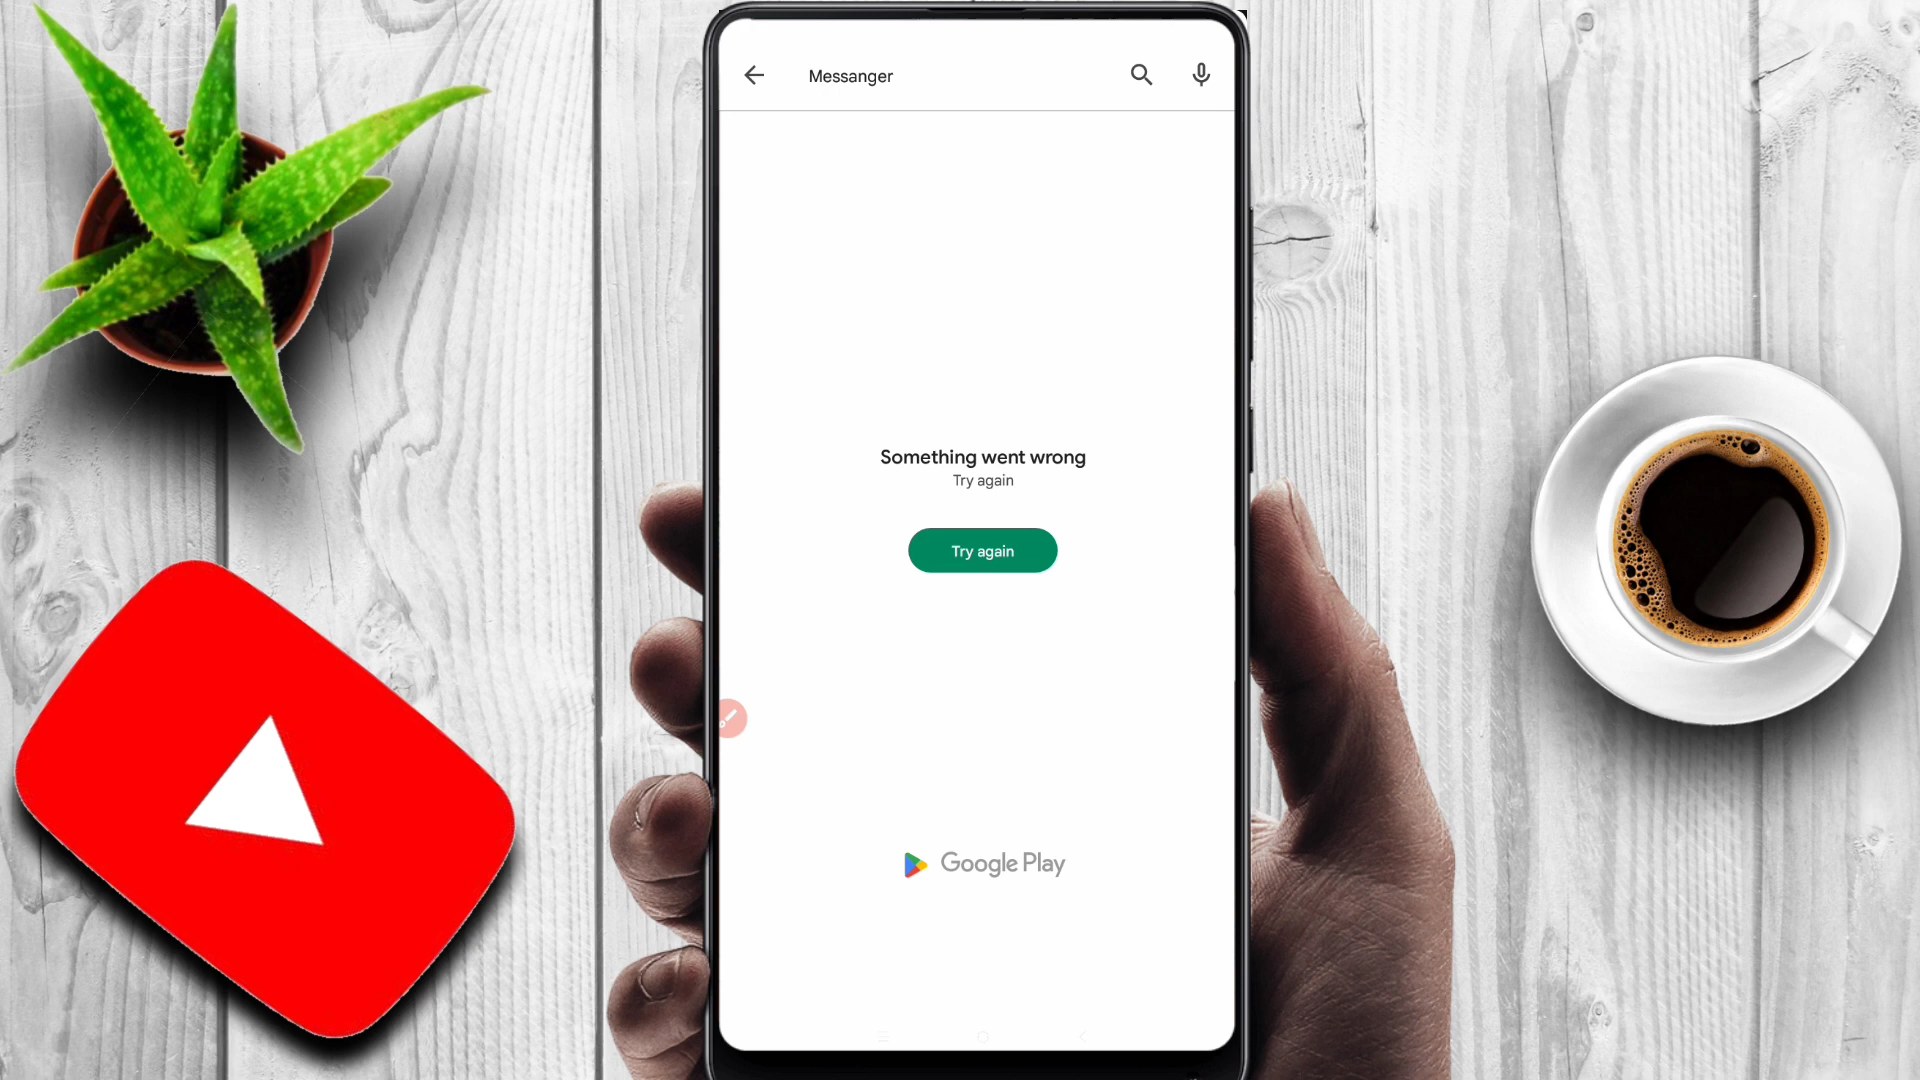 Messanger
Something went wrong
Try again
Try again
Google Play